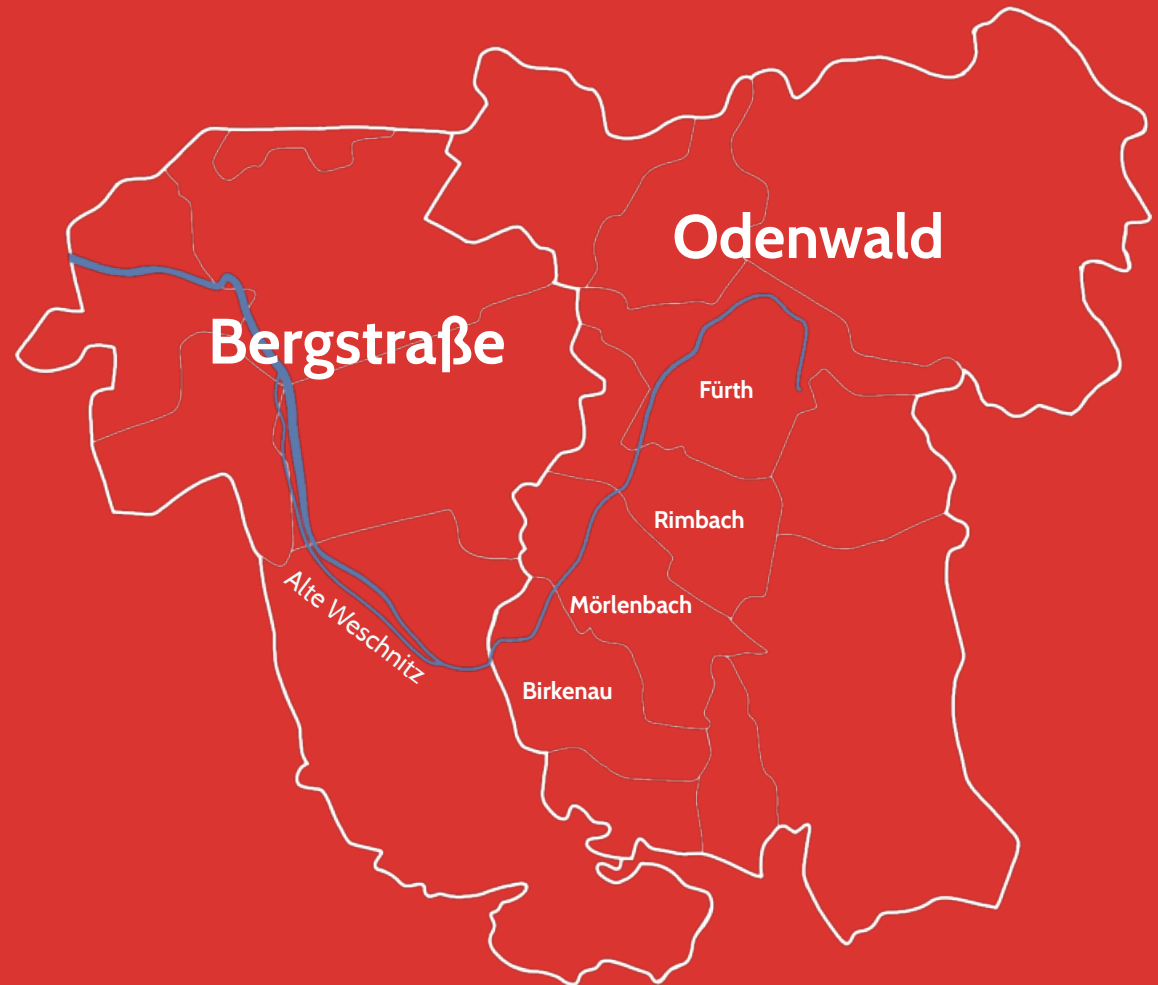 Odenwald
Bergstraße
Fürth
Rimbach
Alte Weschnitz
Mörlenbach
Birkenau